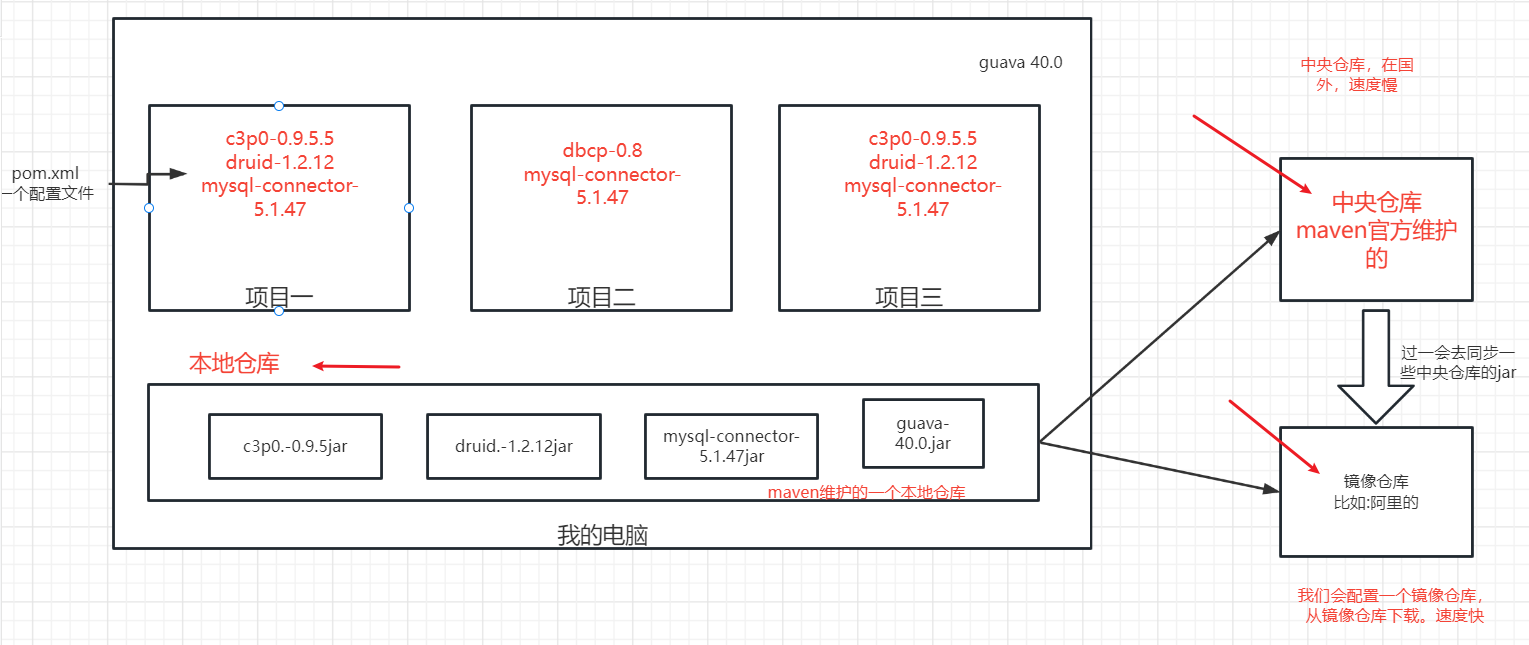 guava 40.0
中央仓库，在国
外，速度慢
pom.xml
一个配置文件
c3p0-0.9.5.5
druid-1.2.12
mysql-connector-
5.1.47
项目一
dbcp-0.8
mysql-connector-
5.1.47
项目二
c3p0-0.9.5.5
druid-1.2.12
mysql-connector-
5.1.47
项目三
中央仓库
maven官方维护
的
过一会去同步一
些中央仓库的jar
本地仓库
c3p0.-0.9.5jar
druid.-1.2.12jar
mysql-connector-
5.1.47jar
guava-
40.0.jar
maven维护的一个本地仓库
我的电脑
镜像仓库
比如:阿里的
我们会配置一个镜像仓库，
从镜像仓库下载。速度快